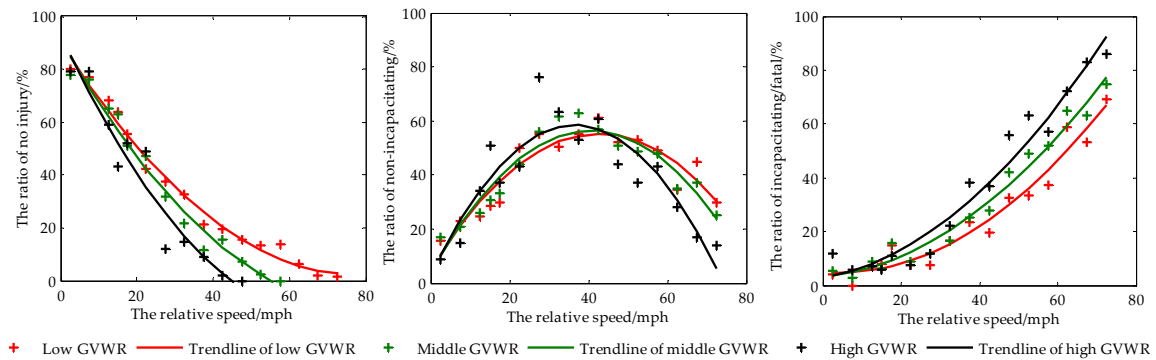 The ratio of no injury/%
100
80
60
40
20
0
0 20 40 60 80
The relative speed/mph
The ratio of non-incapacitating/%
100
80
60
40
20
0
0 20 40 60 80
The relative speed/mph
The ratio of incapacitating/fatal/%
100
80
60
40
20
0
0 20 40 60 80
The relative speed/mph
Low GVWR Trendline of low GVWR Middle GVWR Trendline of middle GVWR High GVWR Trendline of high GVWR